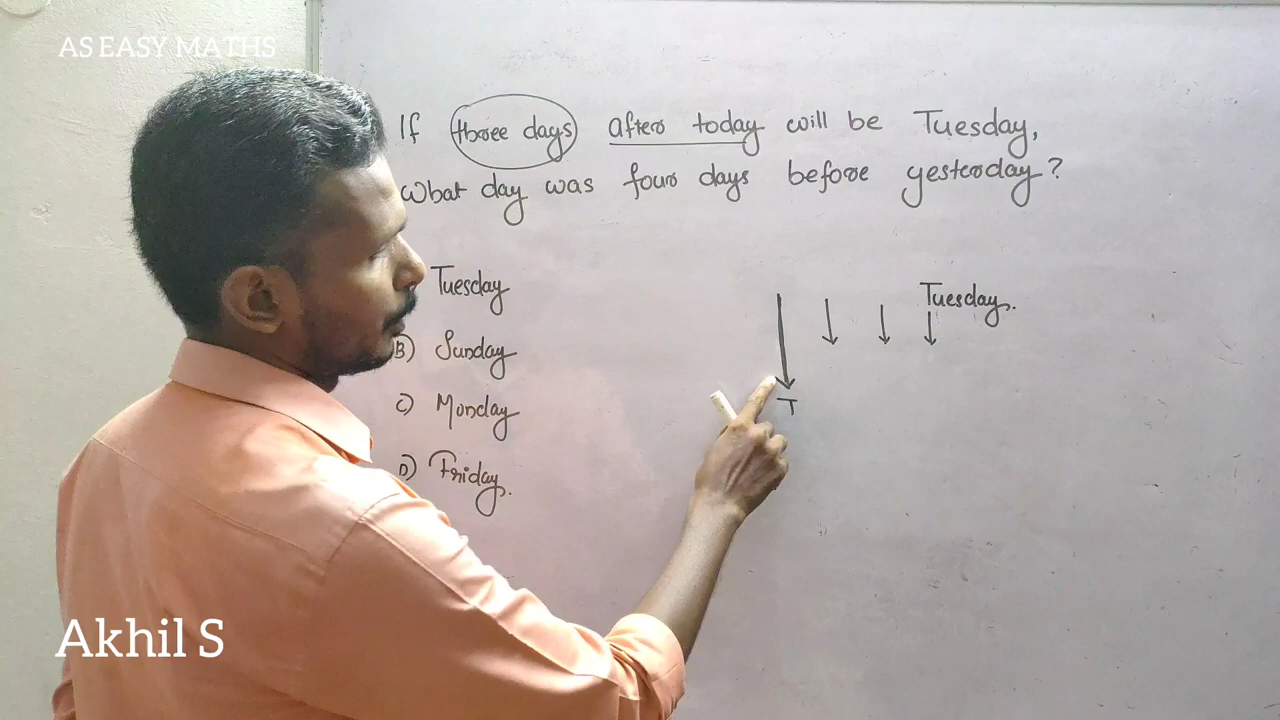 AS EASY MATHS
If three days after today will be Tuesday,
What day was four days before yesterday?
Tuesday
B) Sunday
C) Monday
D) Friday.
Tuesday.
T
Akhil S